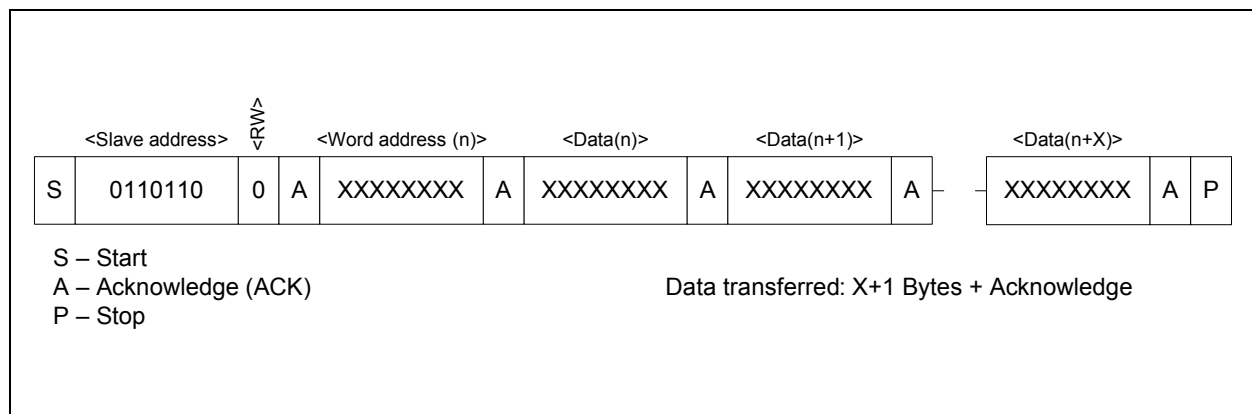 <Slave address> <RW> <Word address (n)> <Data(n)> <Data(n+1)> <Data(n+X)>
S 0110110 0 A XXXXXXXX A XXXXXXXX A XXXXXXXX A XXXXXXXX A P
S – Start
A – Acknowledge (ACK) Data transferred: X+1 Bytes + Acknowledge
P – Stop